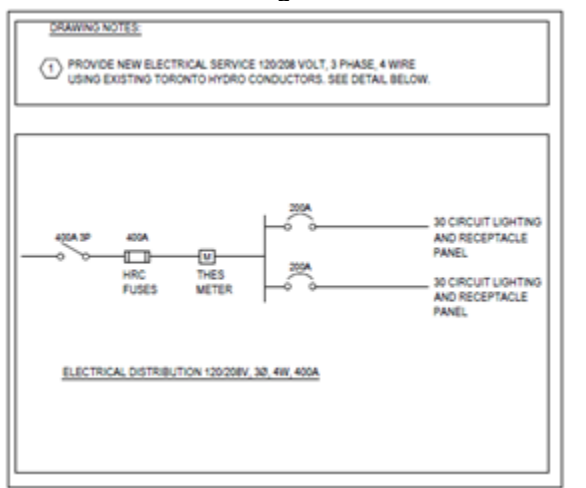 DRAWING NOTES:
1
PROVIDE NEW ELECTRICAL SERVICE 120/208 VOLT, 3 PHASE, 4 WIRE
USING EXISTING TORONTO HYDRO CONDUCTORS. SEE DETAIL BELOW.
400A 3P
400A
HRC
FUSES
M
THES
METER
200A
30 CIRCUIT LIGHTING
AND RECEPTACLE
PANEL
200A
30 CIRCUIT LIGHTING
AND RECEPTACLE
PANEL
ELECTRICAL DISTRIBUTION 120/208V, 3Ø, 4W, 400A